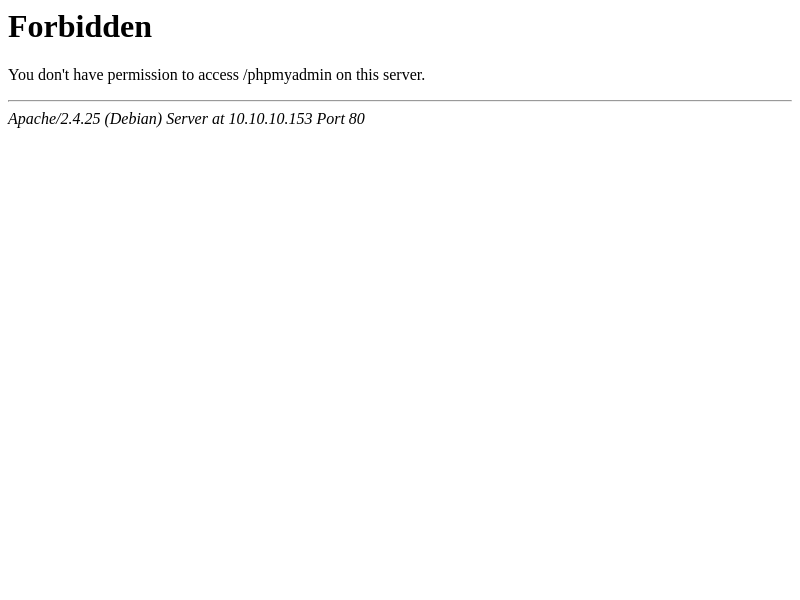 Forbidden
You don't have permission to access /phpmyadmin on this server.
Apache/2.4.25 (Debian) Server at 10.10.10.153 Port 80